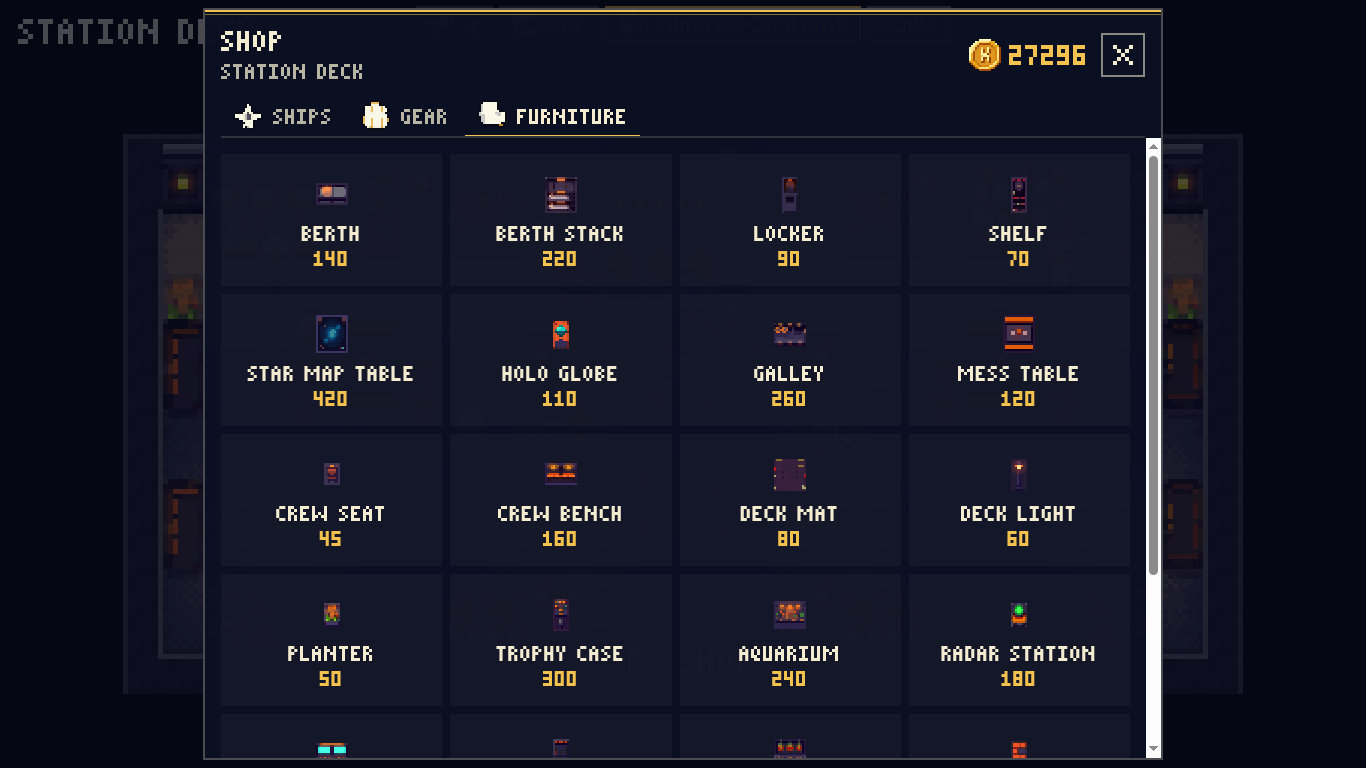 STATION DE
SHOP
STATION DECK
27296
SHIPS
GEAR
FURNITURE
BERTH
140
BERTH STACK
220
LOCKER
90
SHELF
70
STAR MAP TABLE
420
HOLO GLOBE
110
GALLEY
260
MESS TABLE
120
CREW SEAT
45
CREW BENCH
160
DECK MAT
80
DECK LIGHT
60
PLANTER
50
TROPHY CASE
300
AQUARIUM
240
RADAR STATION
180